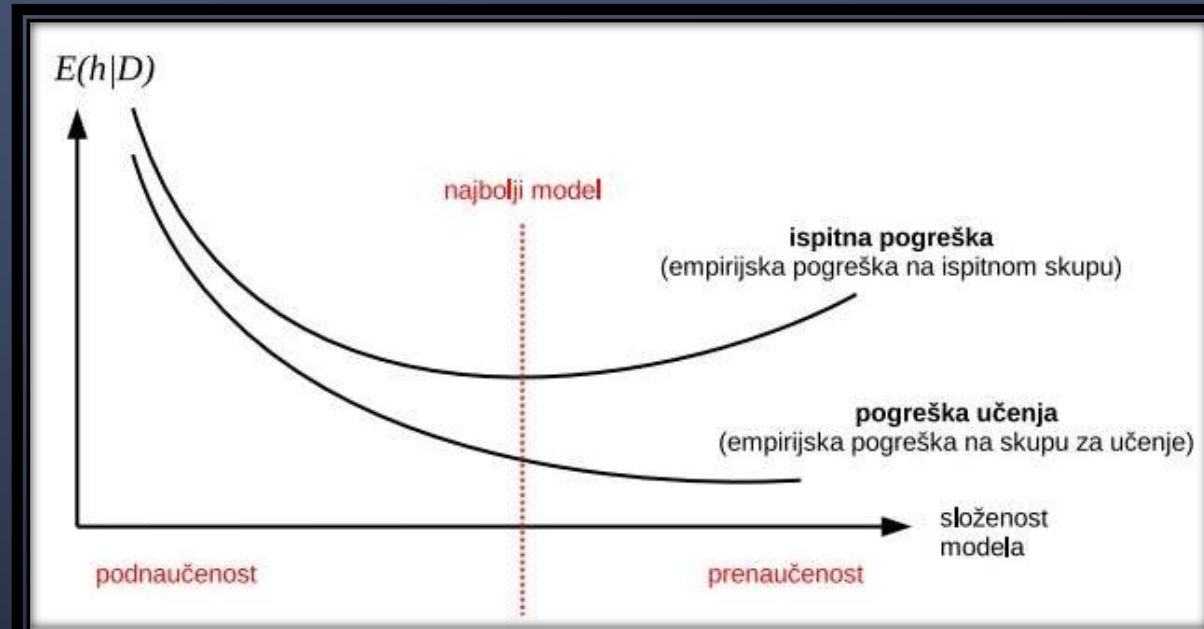 E(h|D)
najbolji model
ispitna pogreška
(empirijska pogreška na ispitnom skupu)
pogreška učenja
(empirijska pogreška na skupu za učenje)
složenost
modela
podnaučenost
prenaučenost